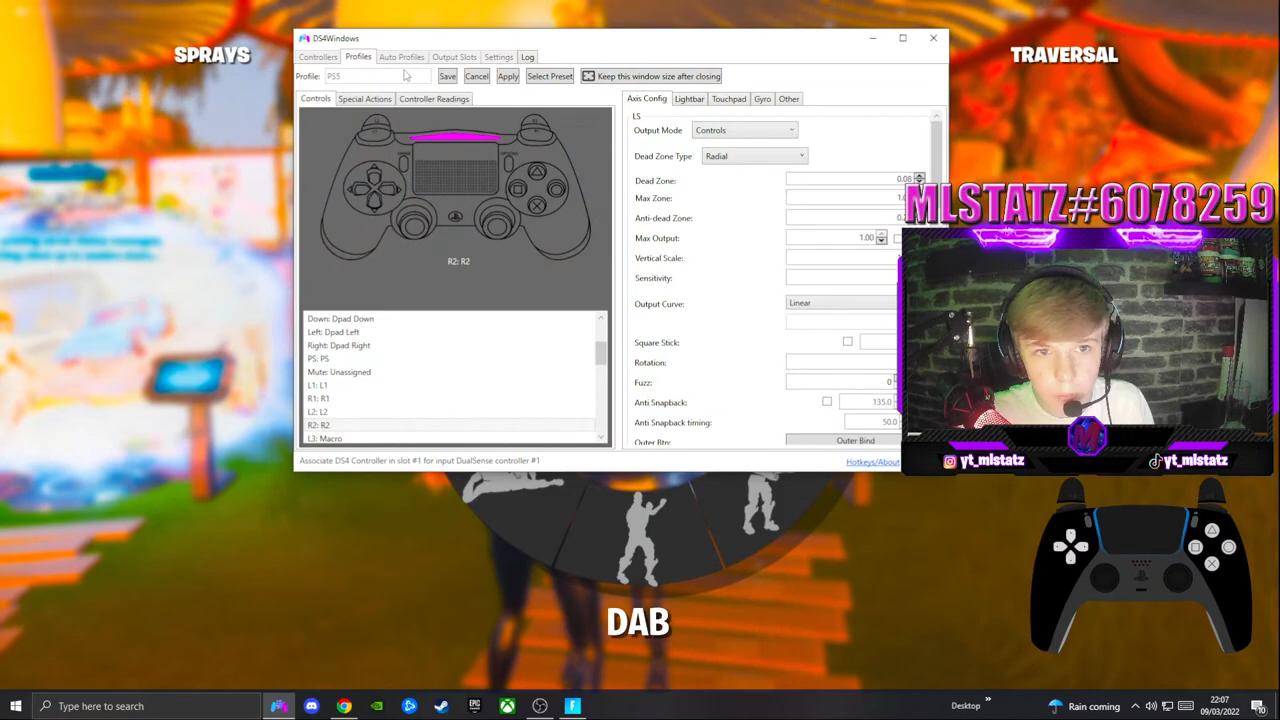 SPRAYS
TRAVERSAL
DS4Windows
Controllers Profiles Auto Profiles Output Slots Settings Log
Profile: PS5 Save Cancel Apply Select Preset Keep this window size after closing
Controls Special Actions Controller Readings
Axis Config Lightbar Touchpad Gyro Other
LS
Output Mode Controls
Dead Zone Type Radial
Dead Zone: 0.08
Max Zone:
Anti-dead Zone:
Max Output: 1.00
Vertical Scale:
Sensitivity:
Output Curve: Linear
Square Stick:
Rotation:
Fuzz: 0
Anti Snapback: 135.0
Anti Snapback timing: 50.0
Outer Btn: Outer Bind
R2: R2
Down: Dpad Down
Left: Dpad Left
Right: Dpad Right
PS: PS
Mute: Unassigned
L1: L1
R1: R1
L2: L2
R2: R2
L3: Macro
Associate DS4 Controller in slot #1 for input DualSense controller #1
Hotkeys/About
MLSTATZ#6078259
yt_mlstatz
yt_mlstatz
DAB
Type here to search
Desktop
Rain coming
22:07
09/03/2022